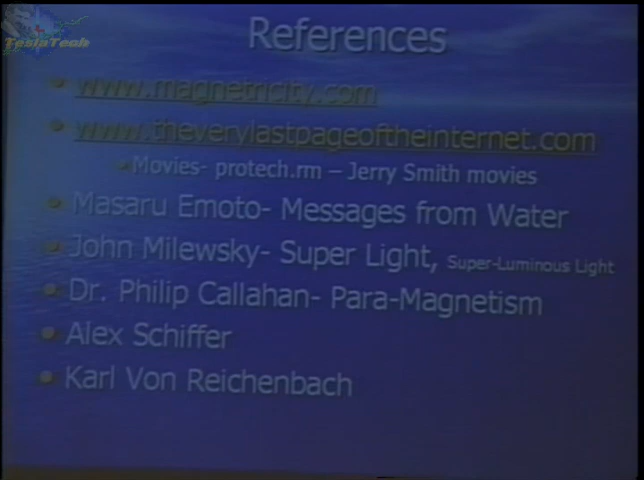 TeslaTech
References
www.magnetricity.com
www.theverylastpageoftheinternet.com
Movies- protech.rm – Jerry Smith movies
Masaru Emoto- Messages from Water
John Milewsky- Super Light, Super-Luminous Light
Dr. Philip Callahan- Para-Magnetism
Alex Schiffer
Karl Von Reichenbach